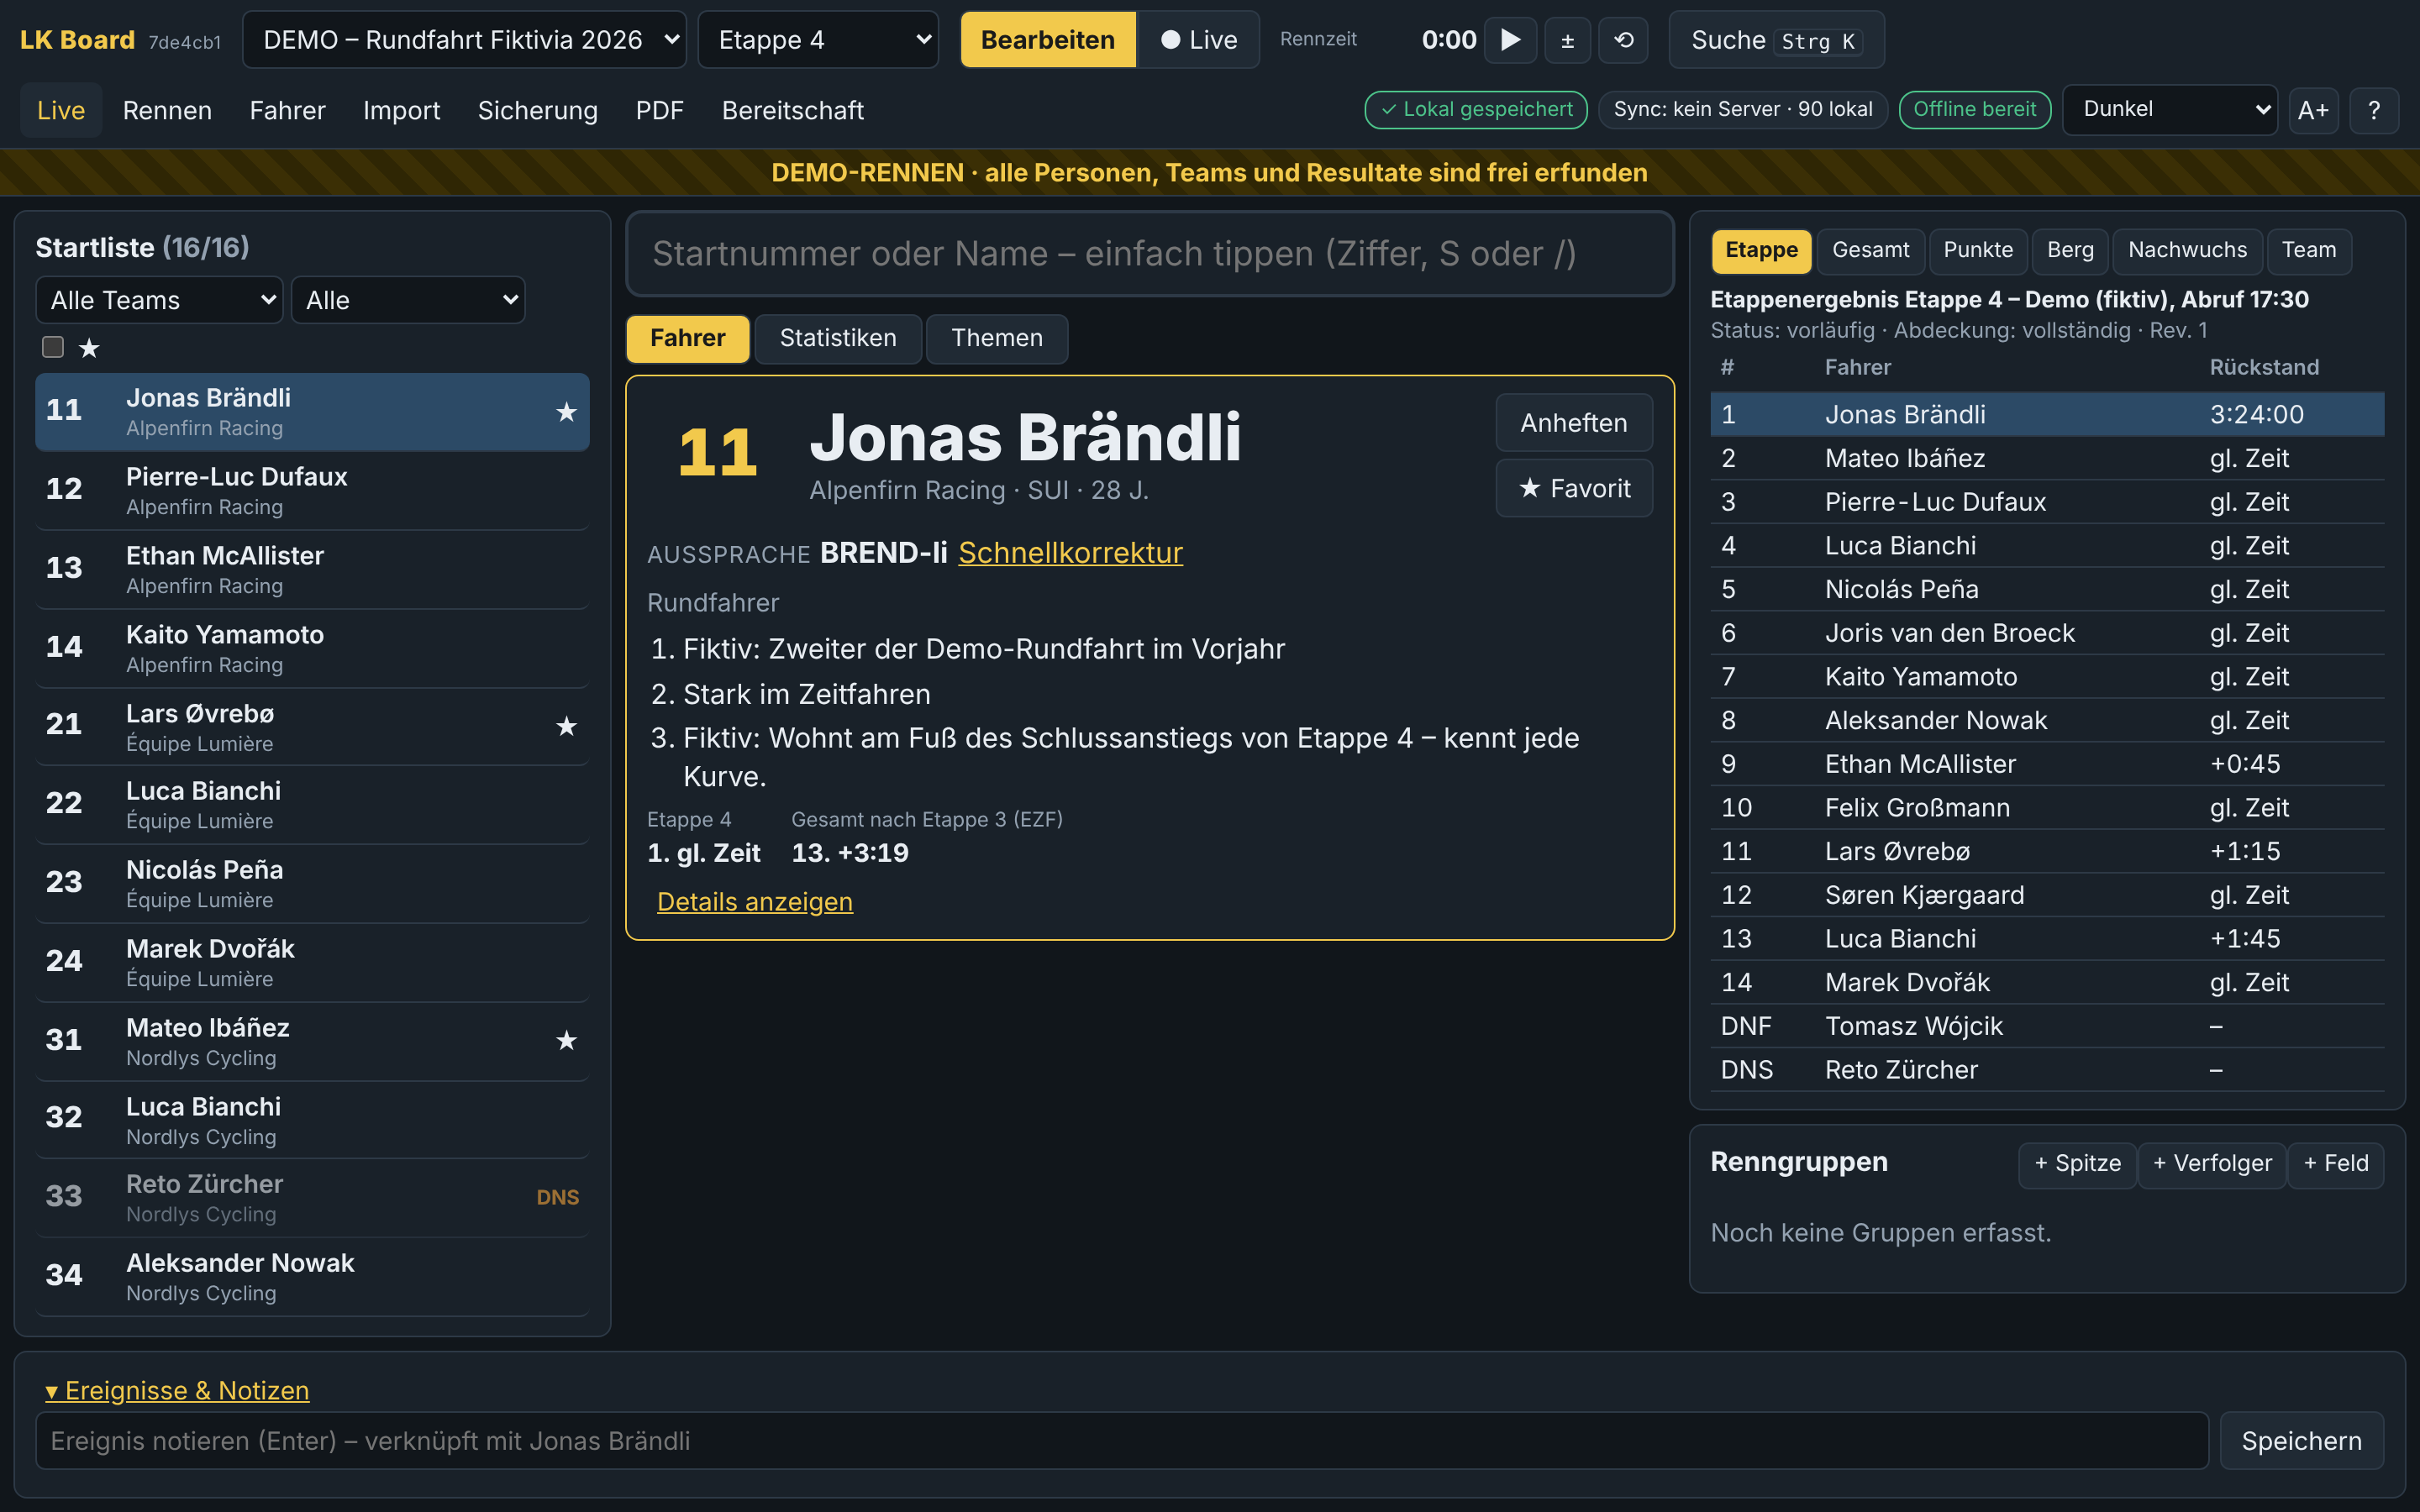 LK Board 7de4cb1 DEMO – Rundfahrt Fiktivia 2026 Etappe 4 Bearbeiten Live Rennzeit 0:00 ▶ ± ⟲ Suche Strg K
Live Rennen Fahrer Import Sicherung PDF Bereitschaft ✓ Lokal gespeichert Sync: kein Server · 90 lokal Offline bereit Dunkel A+ ?
DEMO-RENNEN · alle Personen, Teams und Resultate sind frei erfunden
Startliste (16/16)
Alle Teams Alle
★
11 Jonas Brändli ★
Alpenfirn Racing
12 Pierre-Luc Dufaux
Alpenfirn Racing
13 Ethan McAllister
Alpenfirn Racing
14 Kaito Yamamoto
Alpenfirn Racing
21 Lars Øvrebø ★
Équipe Lumière
22 Luca Bianchi
Équipe Lumière
23 Nicolás Peña
Équipe Lumière
24 Marek Dvořák
Équipe Lumière
31 Mateo Ibáñez ★
Nordlys Cycling
32 Luca Bianchi
Nordlys Cycling
33 Reto Zürcher DNS
Nordlys Cycling
34 Aleksander Nowak
Nordlys Cycling
Startnummer oder Name – einfach tippen (Ziffer, S oder /)
Fahrer Statistiken Themen
11 Jonas Brändli
Alpenfirn Racing · SUI · 28 J.
Anheften
★ Favorit
AUSSPRACHE BREND-li Schnellkorrektur
Rundfahrer
1. Fiktiv: Zweiter der Demo-Rundfahrt im Vorjahr
2. Stark im Zeitfahren
3. Fiktiv: Wohnt am Fuß des Schlussanstiegs von Etappe 4 – kennt jede
Kurve.
Etappe 4 Gesamt nach Etappe 3 (EZF)
1. gl. Zeit 13. +3:19
Details anzeigen
Etappe Gesamt Punkte Berg Nachwuchs Team
Etappenergebnis Etappe 4 – Demo (fiktiv), Abruf 17:30
Status: vorläufig · Abdeckung: vollständig · Rev. 1
# Fahrer Rückstand
1 Jonas Brändli 3:24:00
2 Mateo Ibáñez gl. Zeit
3 Pierre-Luc Dufaux gl. Zeit
4 Luca Bianchi gl. Zeit
5 Nicolás Peña gl. Zeit
6 Joris van den Broeck gl. Zeit
7 Kaito Yamamoto gl. Zeit
8 Aleksander Nowak gl. Zeit
9 Ethan McAllister +0:45
10 Felix Großmann gl. Zeit
11 Lars Øvrebø +1:15
12 Søren Kjærgaard gl. Zeit
13 Luca Bianchi +1:45
14 Marek Dvořák gl. Zeit
DNF Tomasz Wójcik –
DNS Reto Zürcher –
Renngruppen + Spitze + Verfolger + Feld
Noch keine Gruppen erfasst.
▾ Ereignisse & Notizen
Ereignis notieren (Enter) – verknüpft mit Jonas Brändli Speichern